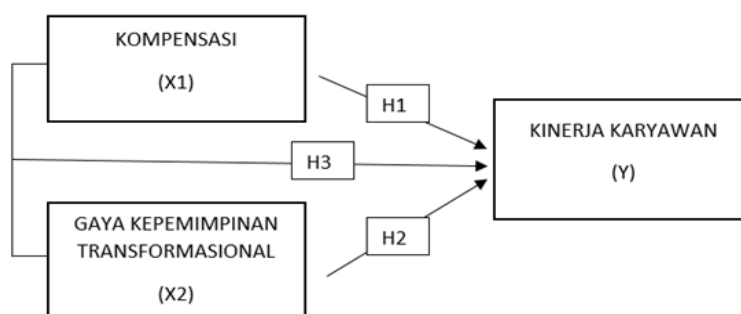 KOMPENSASI
(X1)
H1
KINERJA KARYAWAN
(Y)
H3
GAYA KEPEMIMPINAN
TRANSFORMASIONAL
(X2)
H2